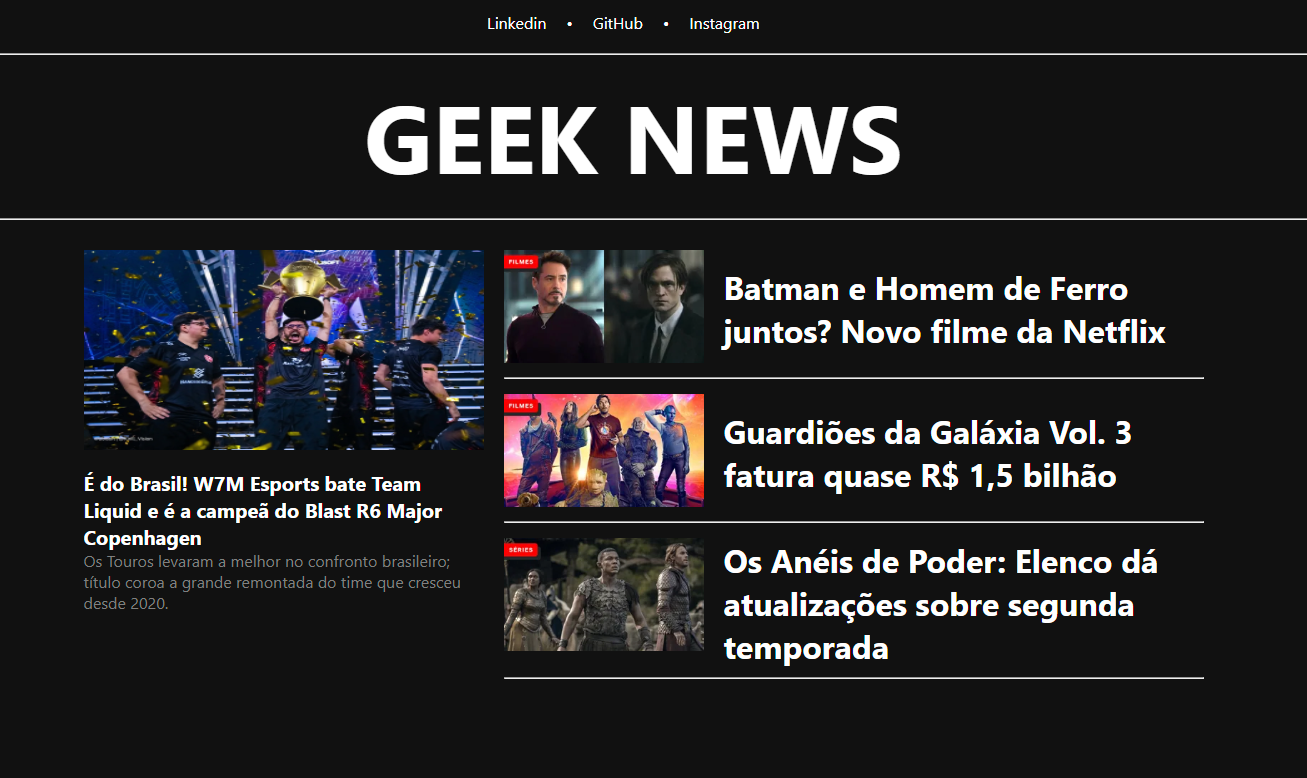 Linkedin • GitHub • Instagram
GEEK NEWS
É do Brasil! W7M Esports bate Team
Liquid e é a campeã do Blast R6 Major
Copenhagen
Os Touros levaram a melhor no confronto brasileiro;
título coroa a grande remontada do time que cresceu
desde 2020.
FILMES
Batman e Homem de Ferro
juntos? Novo filme da Netflix
FILMES
Guardiões da Galáxia Vol. 3
fatura quase R$ 1,5 bilhão
SÉRIES
Os Anéis de Poder: Elenco dá
atualizações sobre segunda
temporada